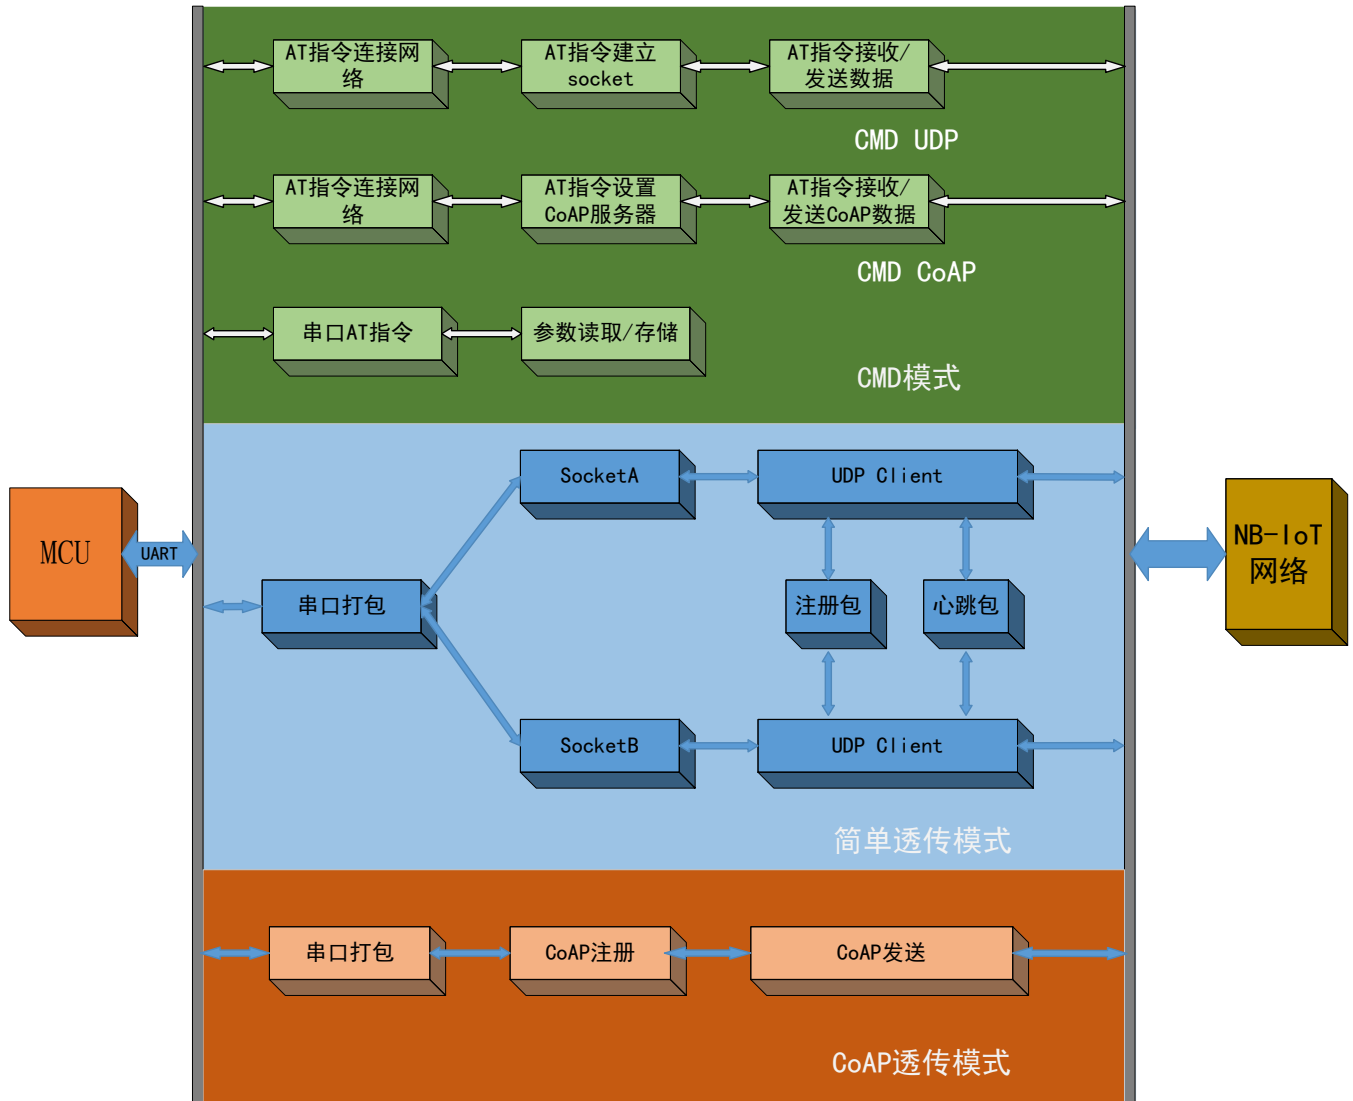 AT指令连接网
络
AT指令建立
socket
AT指令接收/
发送数据
CMD UDP
AT指令连接网
络
AT指令设置
CoAP服务器
AT指令接收/
发送CoAP数据
CMD CoAP
串口AT指令
参数读取/存储
CMD模式
MCU
UART
串口打包
SocketA
UDP Client
注册包
心跳包
SocketB
UDP Client
简单透传模式
NB-IoT
网络
串口打包
CoAP注册
CoAP发送
CoAP透传模式